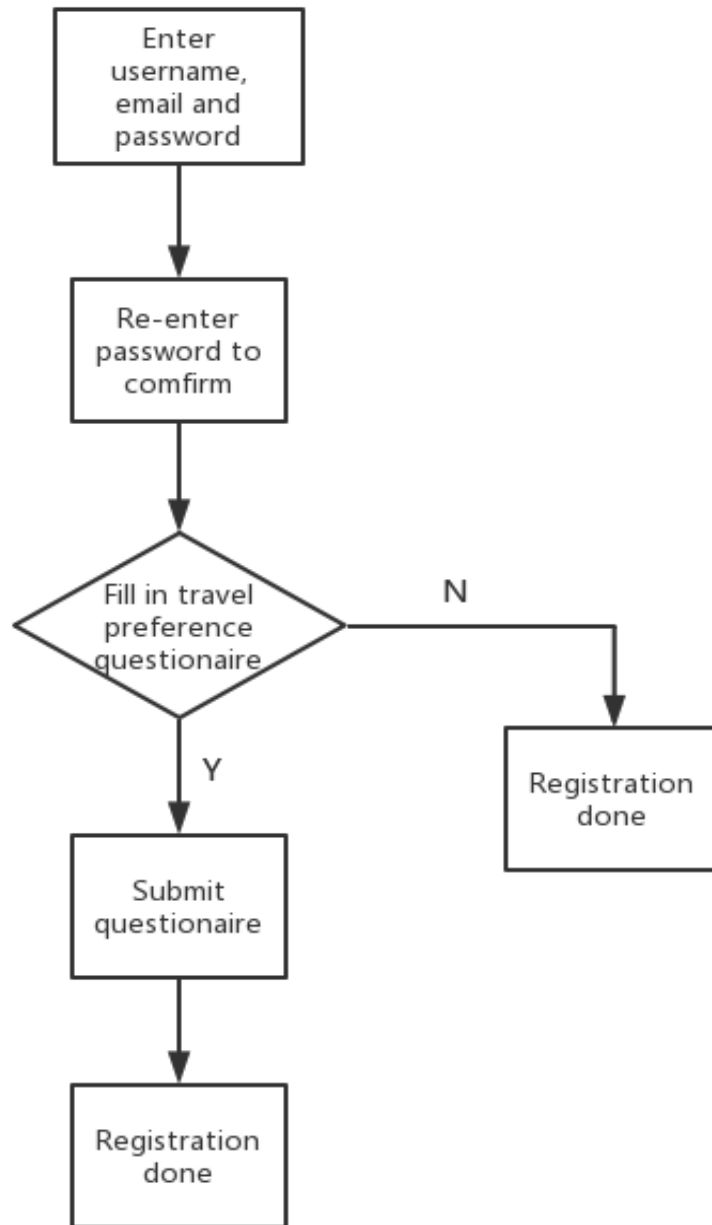 Enter
username,
email and
password
Re-enter
password to
comfirm
Fill in travel
preference
questionaire
N
Y
Registration
done
Submit
questionaire
Registration
done